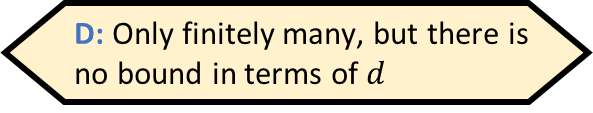 D: Only finitely many, but there is
no bound in terms of d